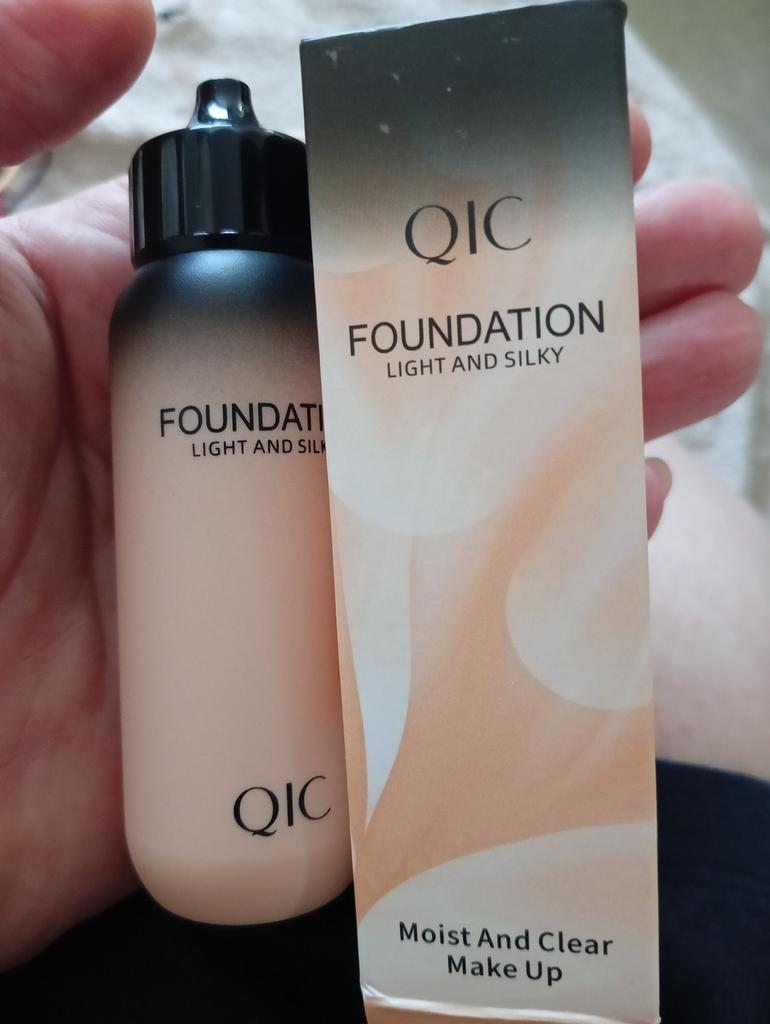 QIC
FOUNDATION
LIGHT AND SILKY
Moist And Clear
Make Up
FOUNDATI
LIGHT AND SILK
QIC